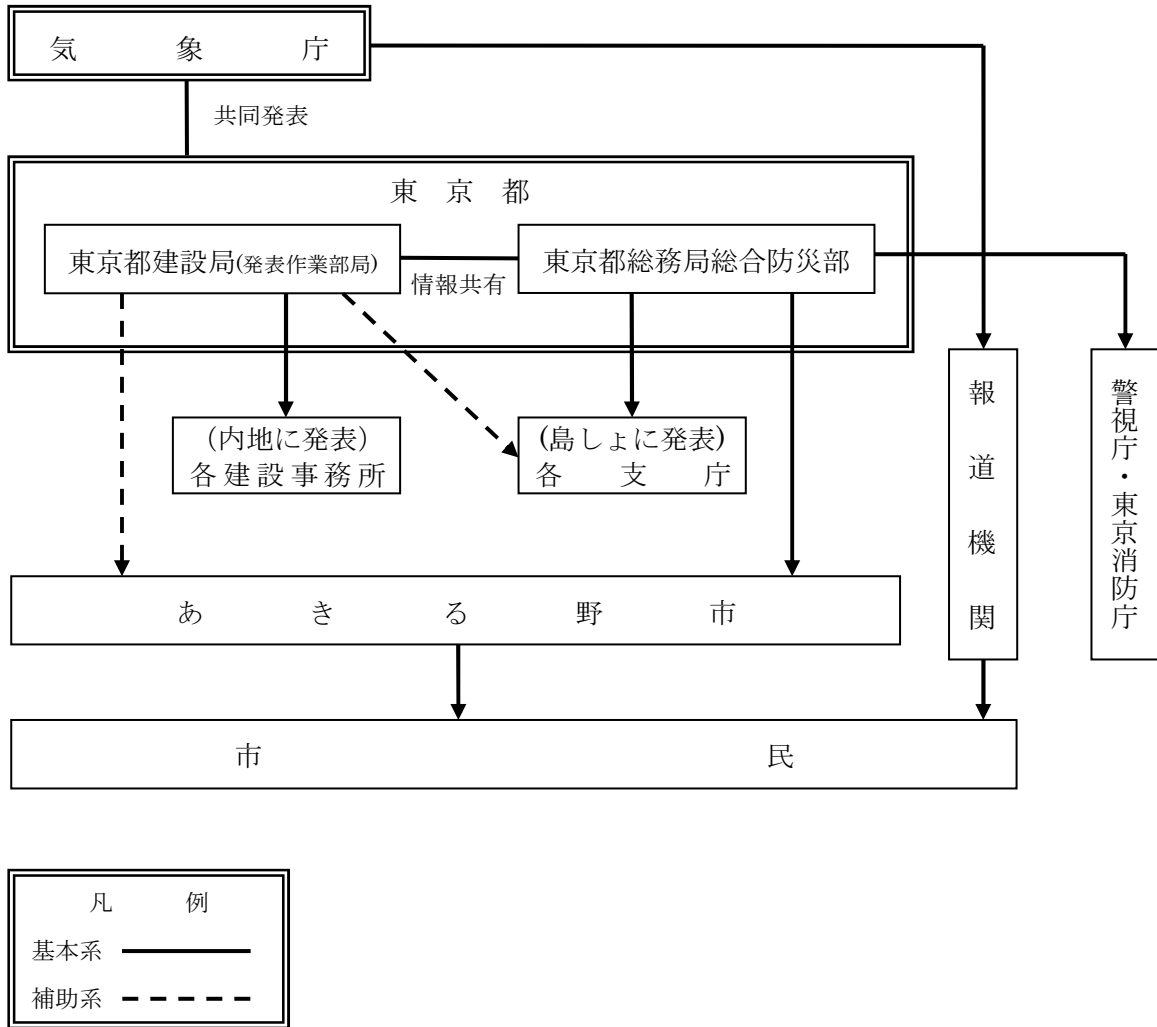 気象庁
共同発表
東京都
東京都建設局(発表作業部局)
情報共有
東京都総務局総合防災部
(内地に発表)
各建設事務所
(島しょに発表)
各支庁
報道機関
警視庁・東京消防庁
あきる野市
市民
凡例
基本系
補助系